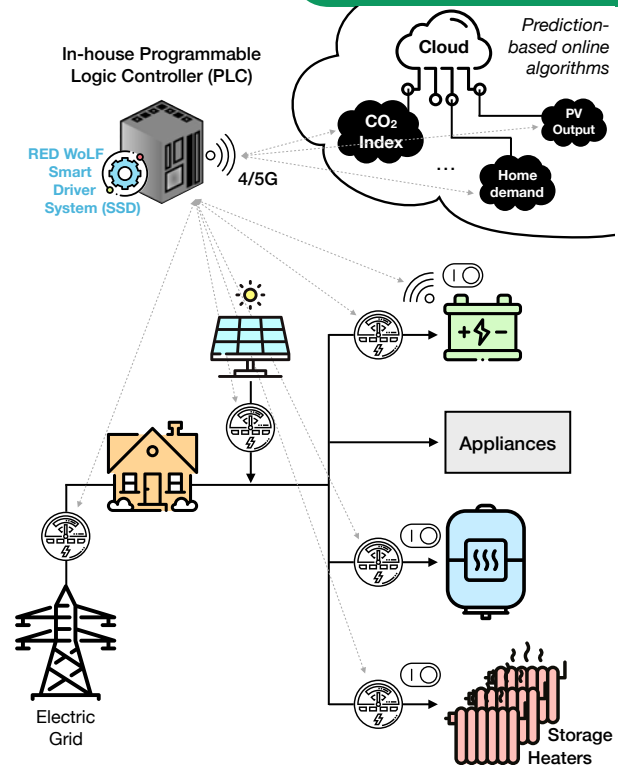 In-house Programmable
Logic Controller (PLC)
Cloud
Prediction-
based online
algorithms
CO₂
Index
PV
Output
RED WoLF
Smart
Driver
System (SSD)
4/5G
...
Home
demand
Appliances
Electric
Grid
Storage
Heaters